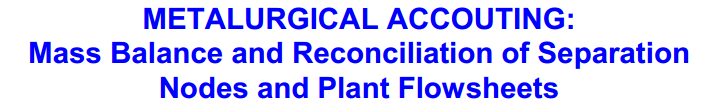 METALURGICAL ACCOUTING:
Mass Balance and Reconciliation of Separation
Nodes and Plant Flowsheets